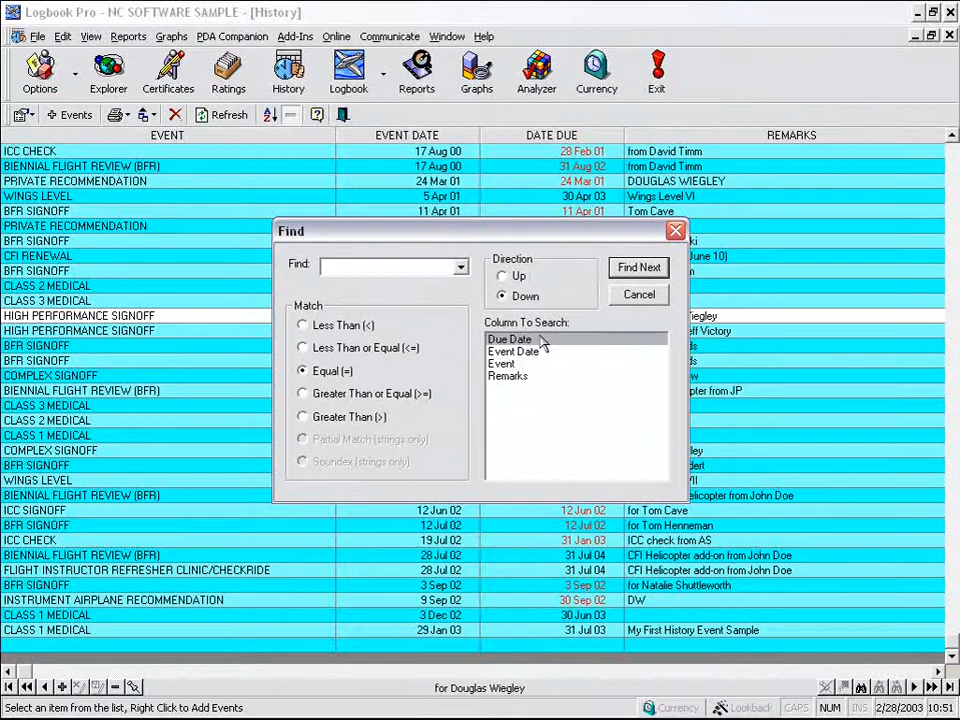 Logbook Pro - NC SOFTWARE SAMPLE - [History]
File Edit View Reports Graphs PDA Companion Add-Ins Online Communicate Window Help
Options Explorer Certificates Ratings History Logbook Reports Graphs Analyzer Currency Exit
+ Events Refresh
EVENT EVENT DATE DATE DUE REMARKS
ICC CHECK 17 Aug 00 28 Feb 01 from David Timm
BIENNIAL FLIGHT REVIEW (BFR) 17 Aug 00 31 Aug 02 from David Timm
PRIVATE RECOMMENDATION 24 Mar 01 24 Mar 01 DOUGLAS WIEGLEY
WINGS LEVEL 5 Apr 01 30 Apr 03 Wings Level VI
BFR SIGNOFF 11 Apr 01 11 Apr 01 Tom Cave
PRIVATE RECOMMENDATION
BFR SIGNOFF ki
CFI RENEWAL June 10)
CLASS 2 MEDICAL
CLASS 3 MEDICAL
HIGH PERFORMANCE SIGNOFF iegley
HIGH PERFORMANCE SIGNOFF eff Victory
BFR SIGNOFF ds
BFR SIGNOFF ds
COMPLEX SIGNOFF w
BIENNIAL FLIGHT REVIEW (BFR) opter from JP
CLASS 3 MEDICAL
CLASS 2 MEDICAL
CLASS 1 MEDICAL
COMPLEX SIGNOFF ley
BFR SIGNOFF dert
WINGS LEVEL
BIENNIAL FLIGHT REVIEW (BFR) Helicopter from John Doe
ICC SIGNOFF 12 Jun 02 12 Jun 02 for Tom Cave
BFR SIGNOFF 12 Jul 02 12 Jul 02 for Tom Henneman
ICC CHECK 19 Jul 02 31 Jan 03 ICC check from AS
BIENNIAL FLIGHT REVIEW (BFR) 28 Jul 02 31 Jul 04 CFI Helicopter add-on from John Doe
FLIGHT INSTRUCTOR REFRESHER CLINIC/CHECKRIDE 28 Jul 02 31 Jul 04 CFI Helicopter add-on from John Doe
BFR SIGNOFF 3 Sep 02 3 Sep 02 for Natalie Shuttleworth
INSTRUMENT AIRPLANE RECOMMENDATION 9 Sep 02 30 Sep 02 DW
CLASS 1 MEDICAL 3 Dec 02 30 Jun 03
CLASS 1 MEDICAL 29 Jan 03 31 Jul 03 My First History Event Sample
Find
Find:
Direction
Up
Down
Find Next
Cancel
Match
Less Than (<)
Less Than or Equal (<=)
Equal (=)
Greater Than or Equal (>=)
Greater Than (>)
Partial Match (strings only)
Soundex (strings only)
Column To Search:
Due Date
Event Date
Event
Remarks
for Douglas Wiegley
Select an item from the list, Right Click to Add Events Currency Lookback CAPS NUM INS 2/28/2003 10:51